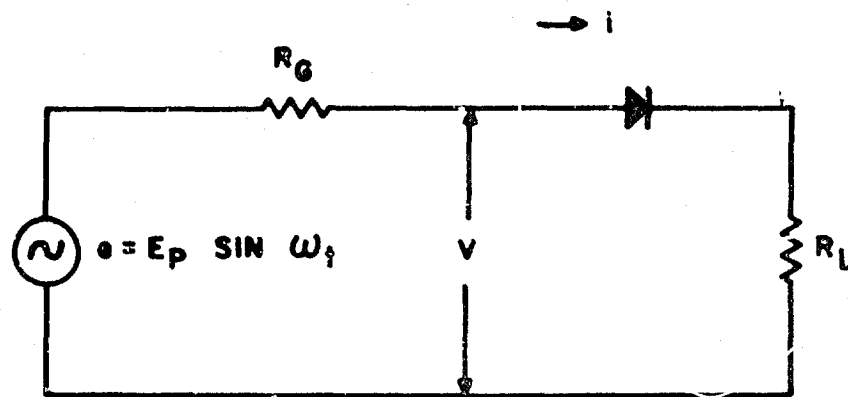 i
R_G
e = E_P SIN ω_t
V
R_L